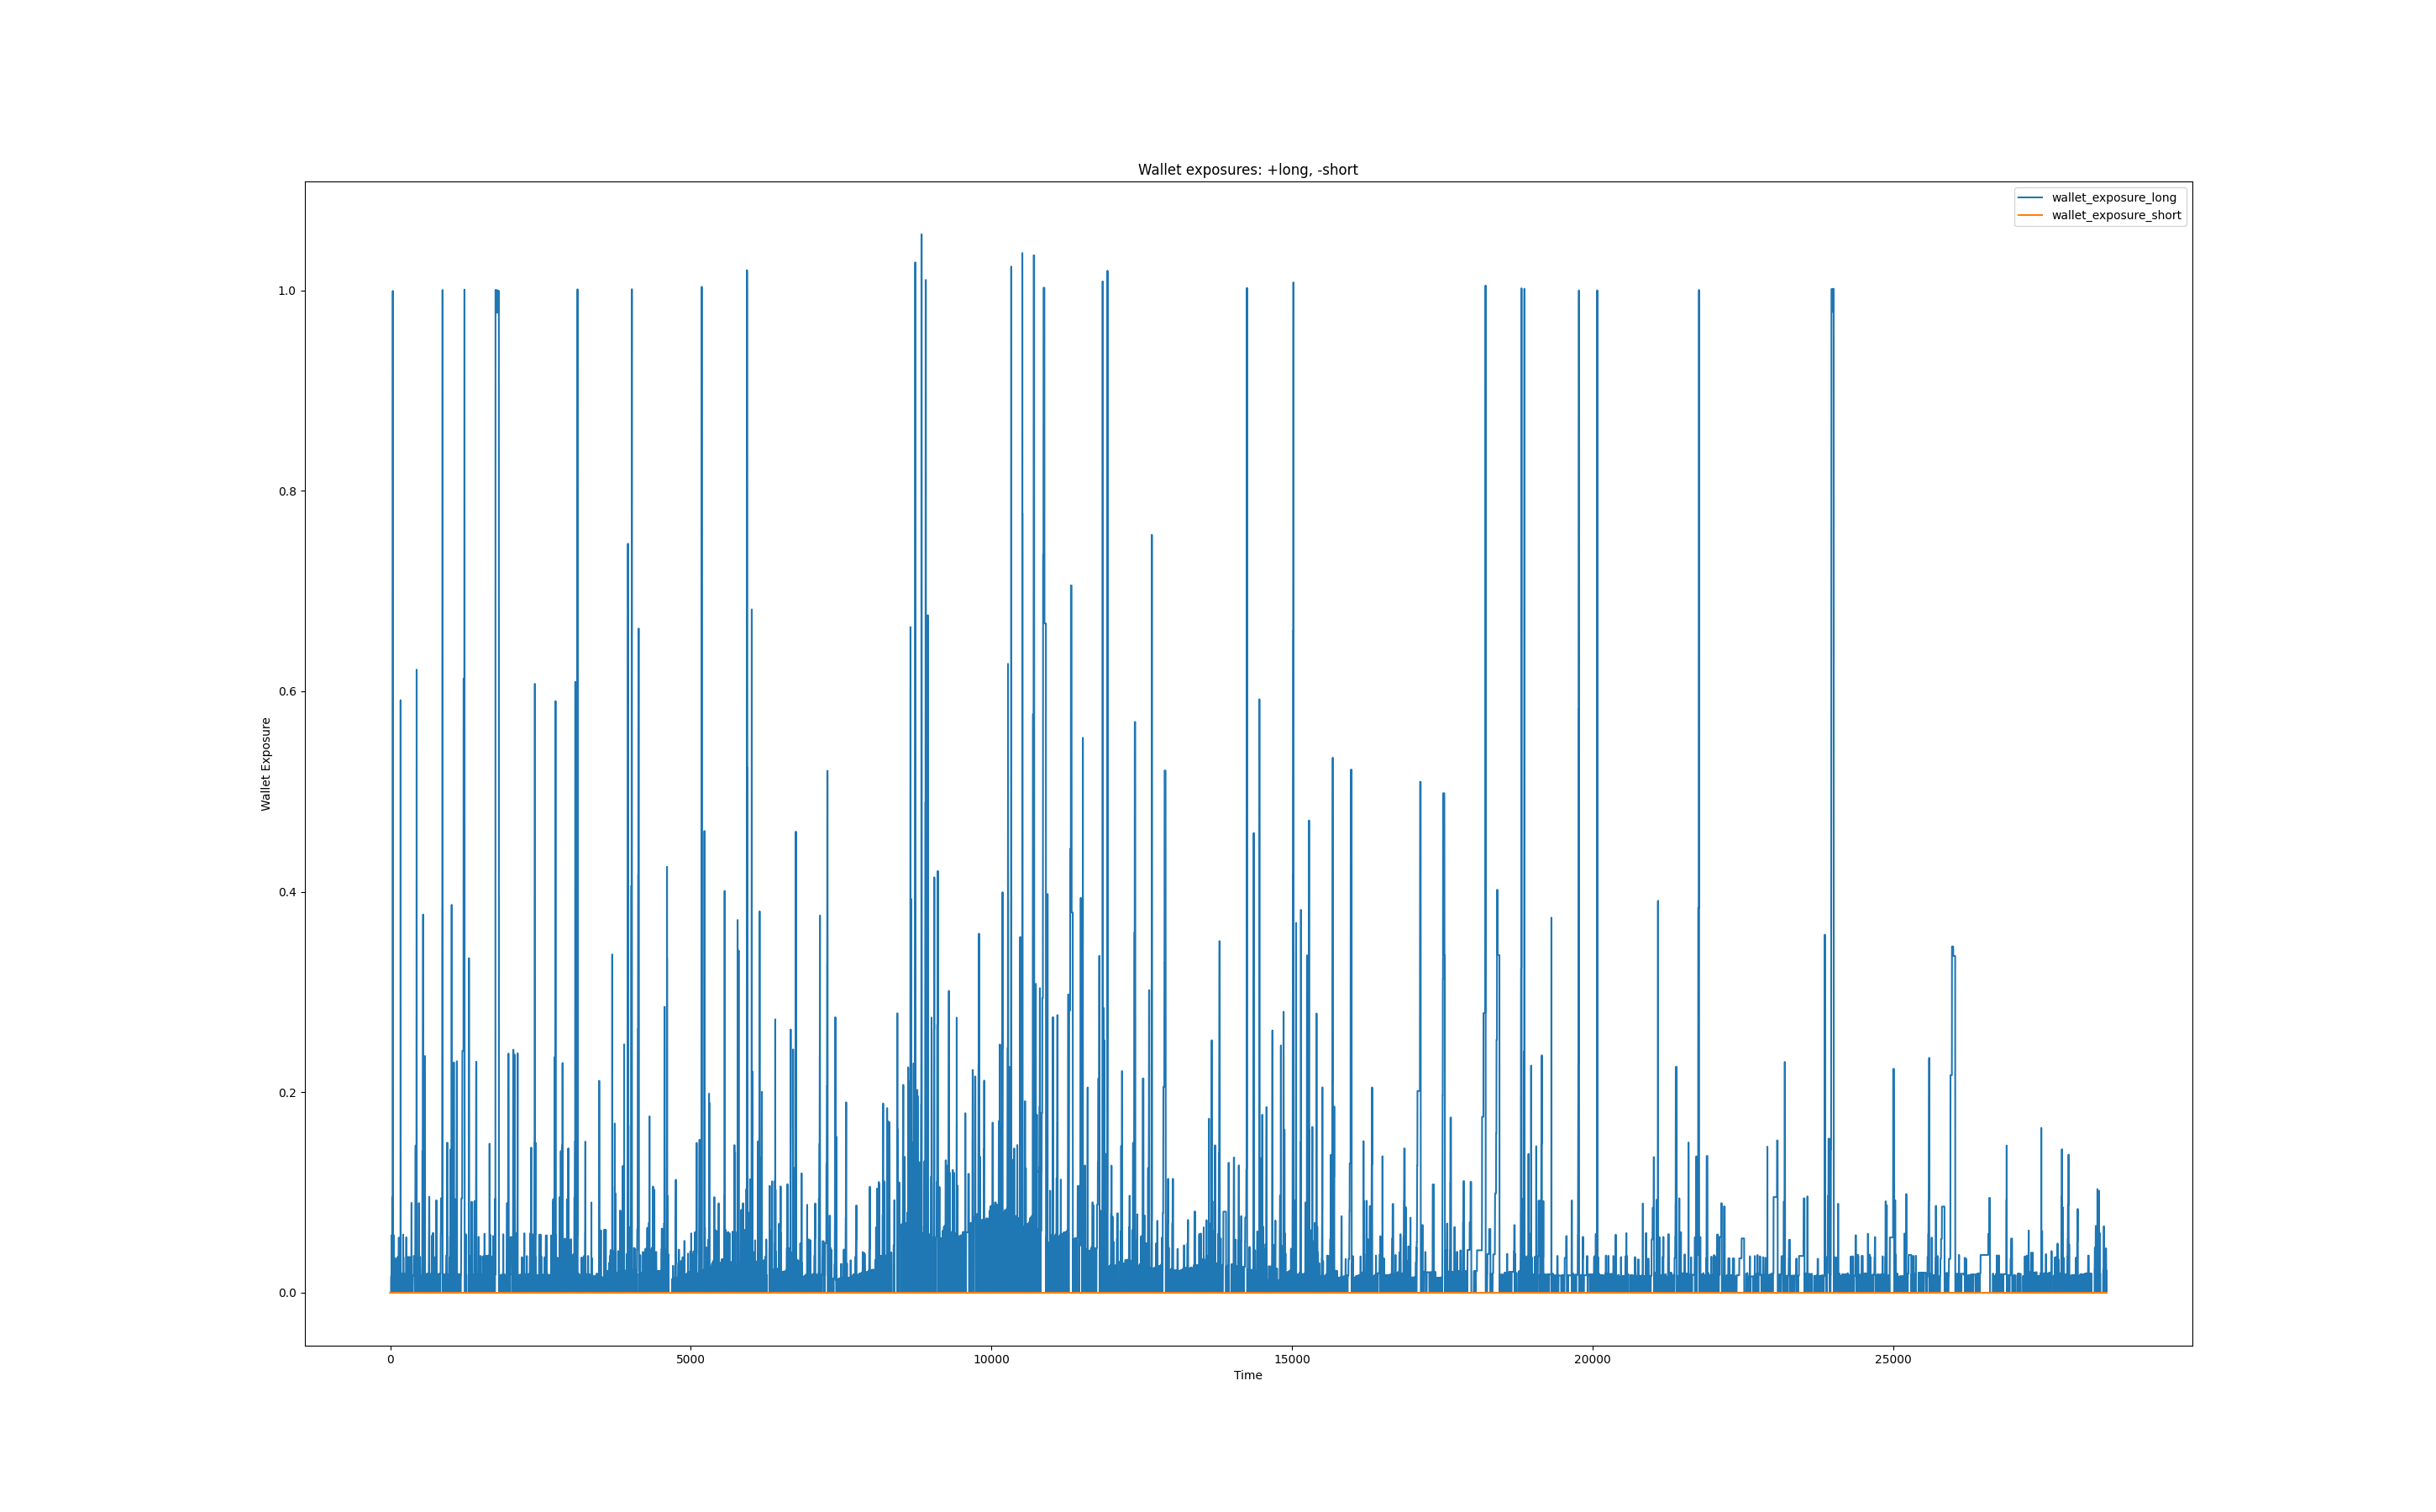 Wallet exposures: +long, -short
wallet_exposure_long
wallet_exposure_short
1.0
0.8
0.6
0.4
0.2
0.0
Wallet Exposure
0 5000 10000 15000 20000 25000
Time